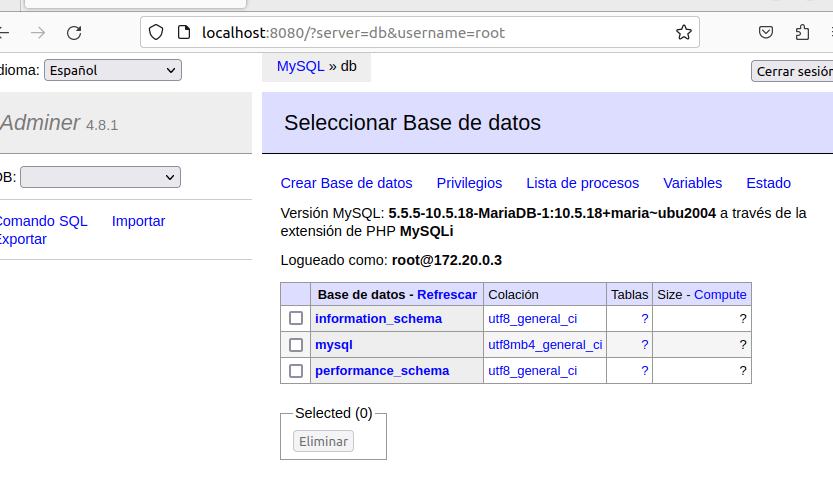 localhost:8080/?server=db&username=root
dioma: Español
MySQL » db
Cerrar sesión
Adminer 4.8.1
Seleccionar Base de datos
DB:
Crear Base de datos Privilegios Lista de procesos Variables Estado
Comando SQL Importar
Exportar
Versión MySQL: 5.5.5-10.5.18-MariaDB-1:10.5.18+maria~ubu2004 a través de la
extensión de PHP MySQLi
Logueado como: root@172.20.0.3
Base de datos - Refrescar Colación Tablas Size - Compute
information_schema utf8_general_ci ? ?
mysql utf8mb4_general_ci ? ?
performance_schema utf8_general_ci ? ?
Selected (0)
Eliminar